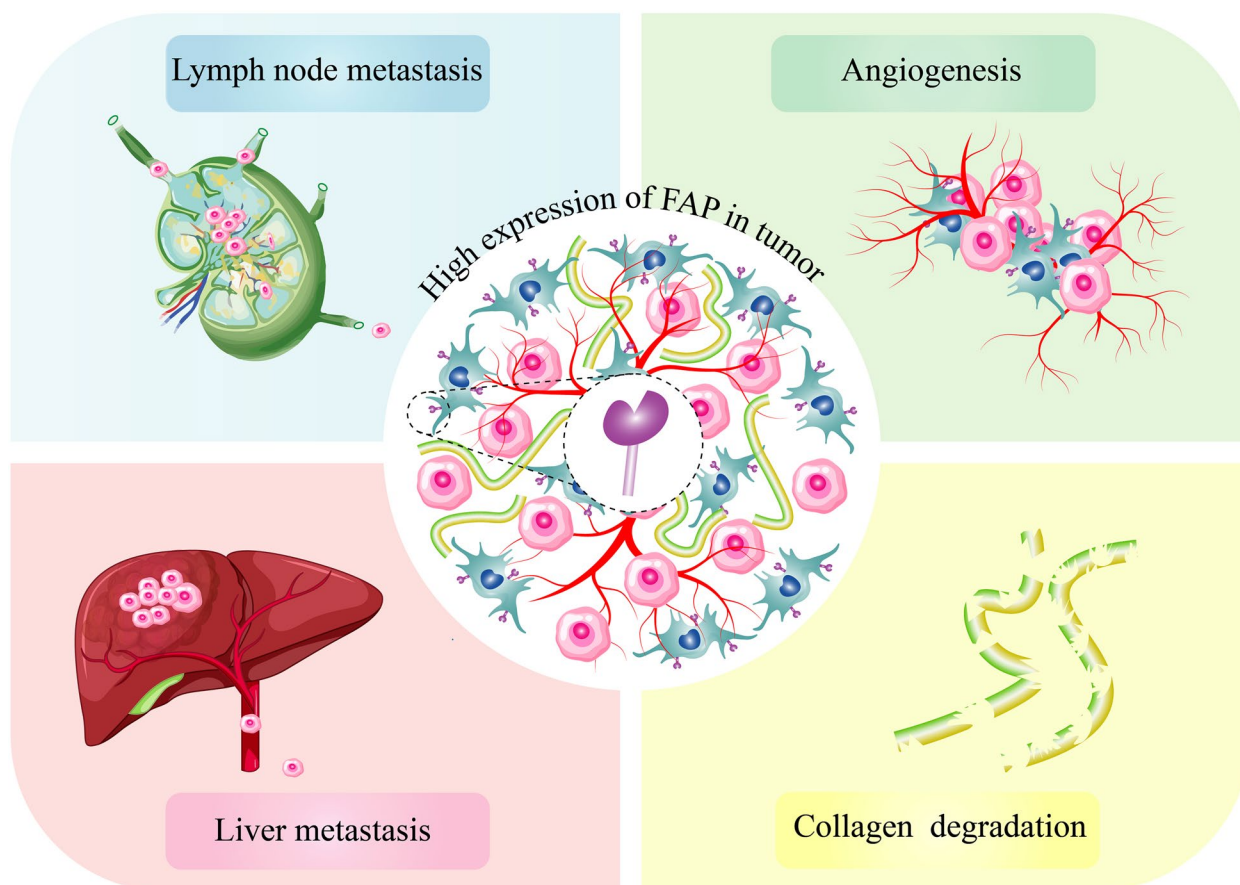 Lymph node metastasis
Angiogenesis
High expression of FAP in tumor
Liver metastasis
Collagen degradation